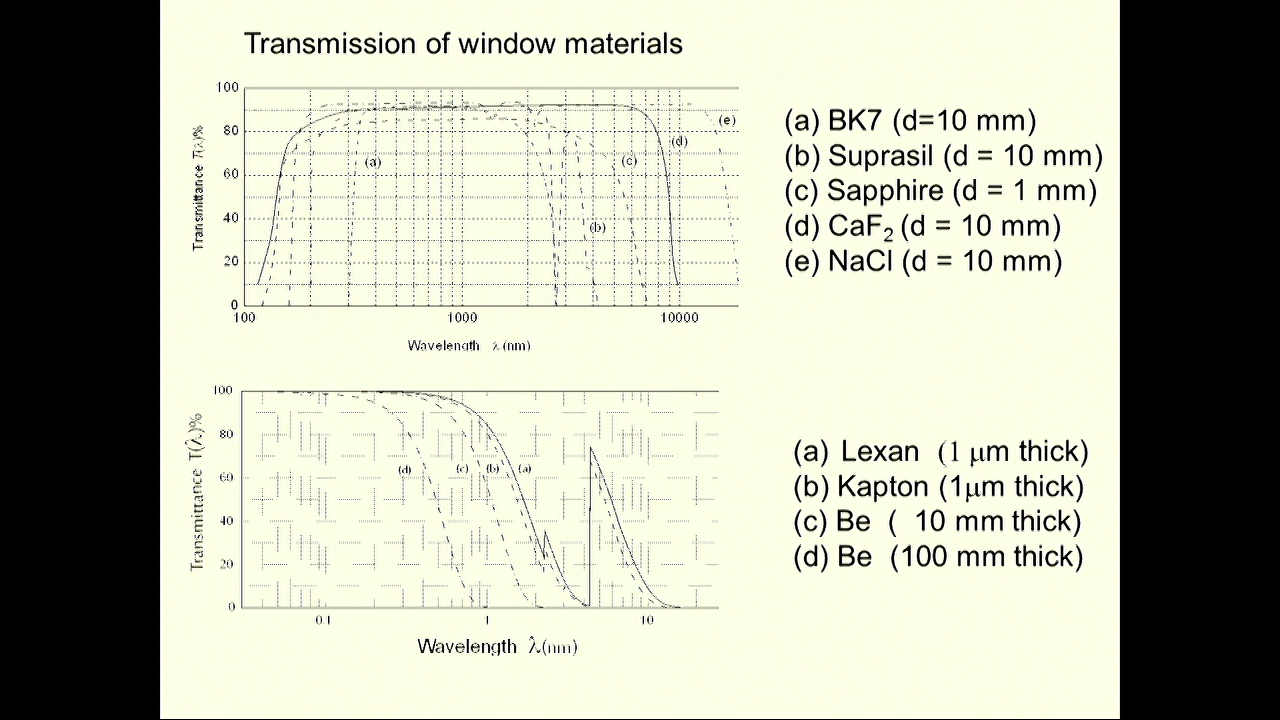 Transmission of window materials
100
80
60
40
20
0
Transmittance T(λ)%
(a)
(b)
(c)
(d)
(e)
100
1000
10000
Wavelength λ (nm)
(a) BK7 (d=10 mm)
(b) Suprasil (d = 10 mm)
(c) Sapphire (d = 1 mm)
(d) CaF₂ (d = 10 mm)
(e) NaCl (d = 10 mm)
100
80
60
40
20
0
Transmittance T(λ)%
(d)
(c)
(b)
(a)
0.1
1
10
Wavelength λ(nm)
(a) Lexan (1 μm thick)
(b) Kapton (1μm thick)
(c) Be ( 10 mm thick)
(d) Be (100 mm thick)